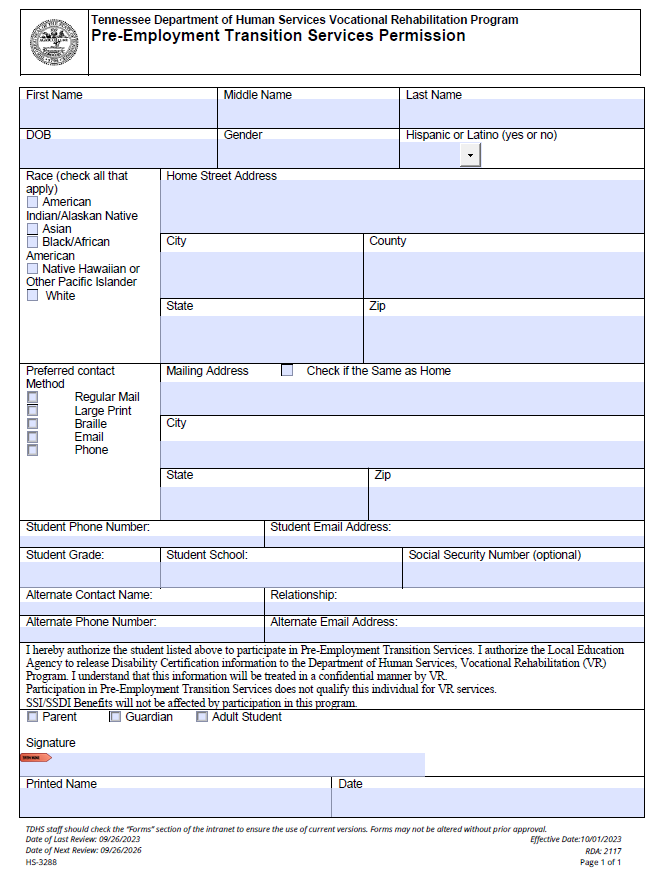 Tennessee Department of Human Services Vocational Rehabilitation Program
Pre-Employment Transition Services Permission
First Name
Middle Name
Last Name
DOB
Gender
Hispanic or Latino (yes or no)
Race (check all that
apply)
American
Indian/Alaskan Native
Asian
Black/African
American
Native Hawaiian or
Other Pacific Islander
White
Home Street Address
City
County
State
Zip
Preferred contact
Method
Regular Mail
Large Print
Braille
Email
Phone
Mailing Address
Check if the Same as Home
City
State
Zip
Student Phone Number:
Student Email Address:
Student Grade:
Student School:
Social Security Number (optional)
Alternate Contact Name:
Relationship:
Alternate Phone Number:
Alternate Email Address:
I hereby authorize the student listed above to participate in Pre-Employment Transition Services. I authorize the Local Education
Agency to release Disability Certification information to the Department of Human Services, Vocational Rehabilitation (VR)
Program. I understand that this information will be treated in a confidential manner by VR.
Participation in Pre-Employment Transition Services does not qualify this individual for VR services.
SSI/SSDI Benefits will not be affected by participation in this program.
Parent
Guardian
Adult Student
Signature
Printed Name
Date
TDHS staff should check the "Forms" section of the intranet to ensure the use of current versions. Forms may not be altered without prior approval.
Date of Last Review: 09/26/2023
Effective Date:10/01/2023
Date of Next Review: 09/26/2026
RDA: 2117
HS-3288
Page 1 of 1